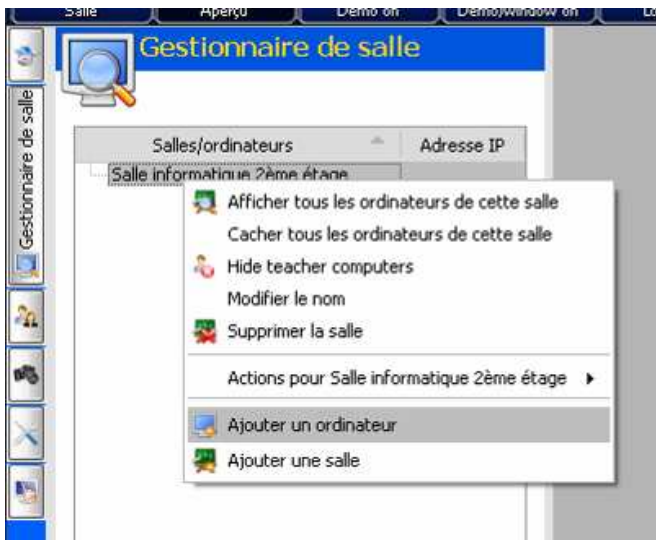 Salle Aperçu Demo on Demo/window on
Gestionnaire de salle
Gestionnaire de salle
Salles/ordinateurs Adresse IP
Salle informatique 2ème étage
Afficher tous les ordinateurs de cette salle
Cacher tous les ordinateurs de cette salle
Hide teacher computers
Modifier le nom
Supprimer la salle
Actions pour Salle informatique 2ème étage
Ajouter un ordinateur
Ajouter une salle